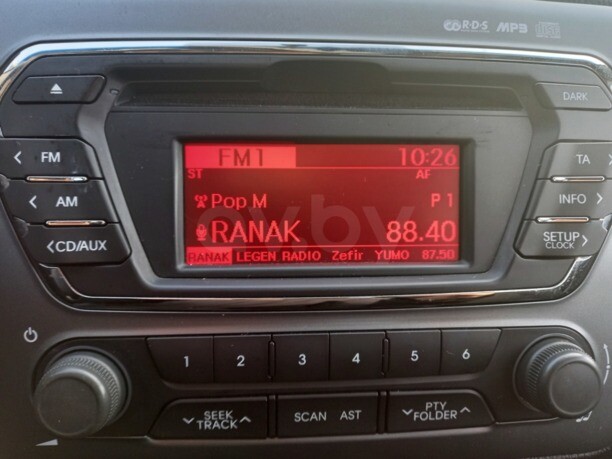 R·D·S MP3
DARK
FM
AM
CD/AUX
FM1 10:26
ST AF
Pop M P 1
RANAK 88.40
RANAK LEGEN RADIO Zefir YUMO 87.50
TA
INFO
SETUP
CLOCK
1 2 3 4 5 6
SEEK
TRACK
SCAN AST
PTY
FOLDER